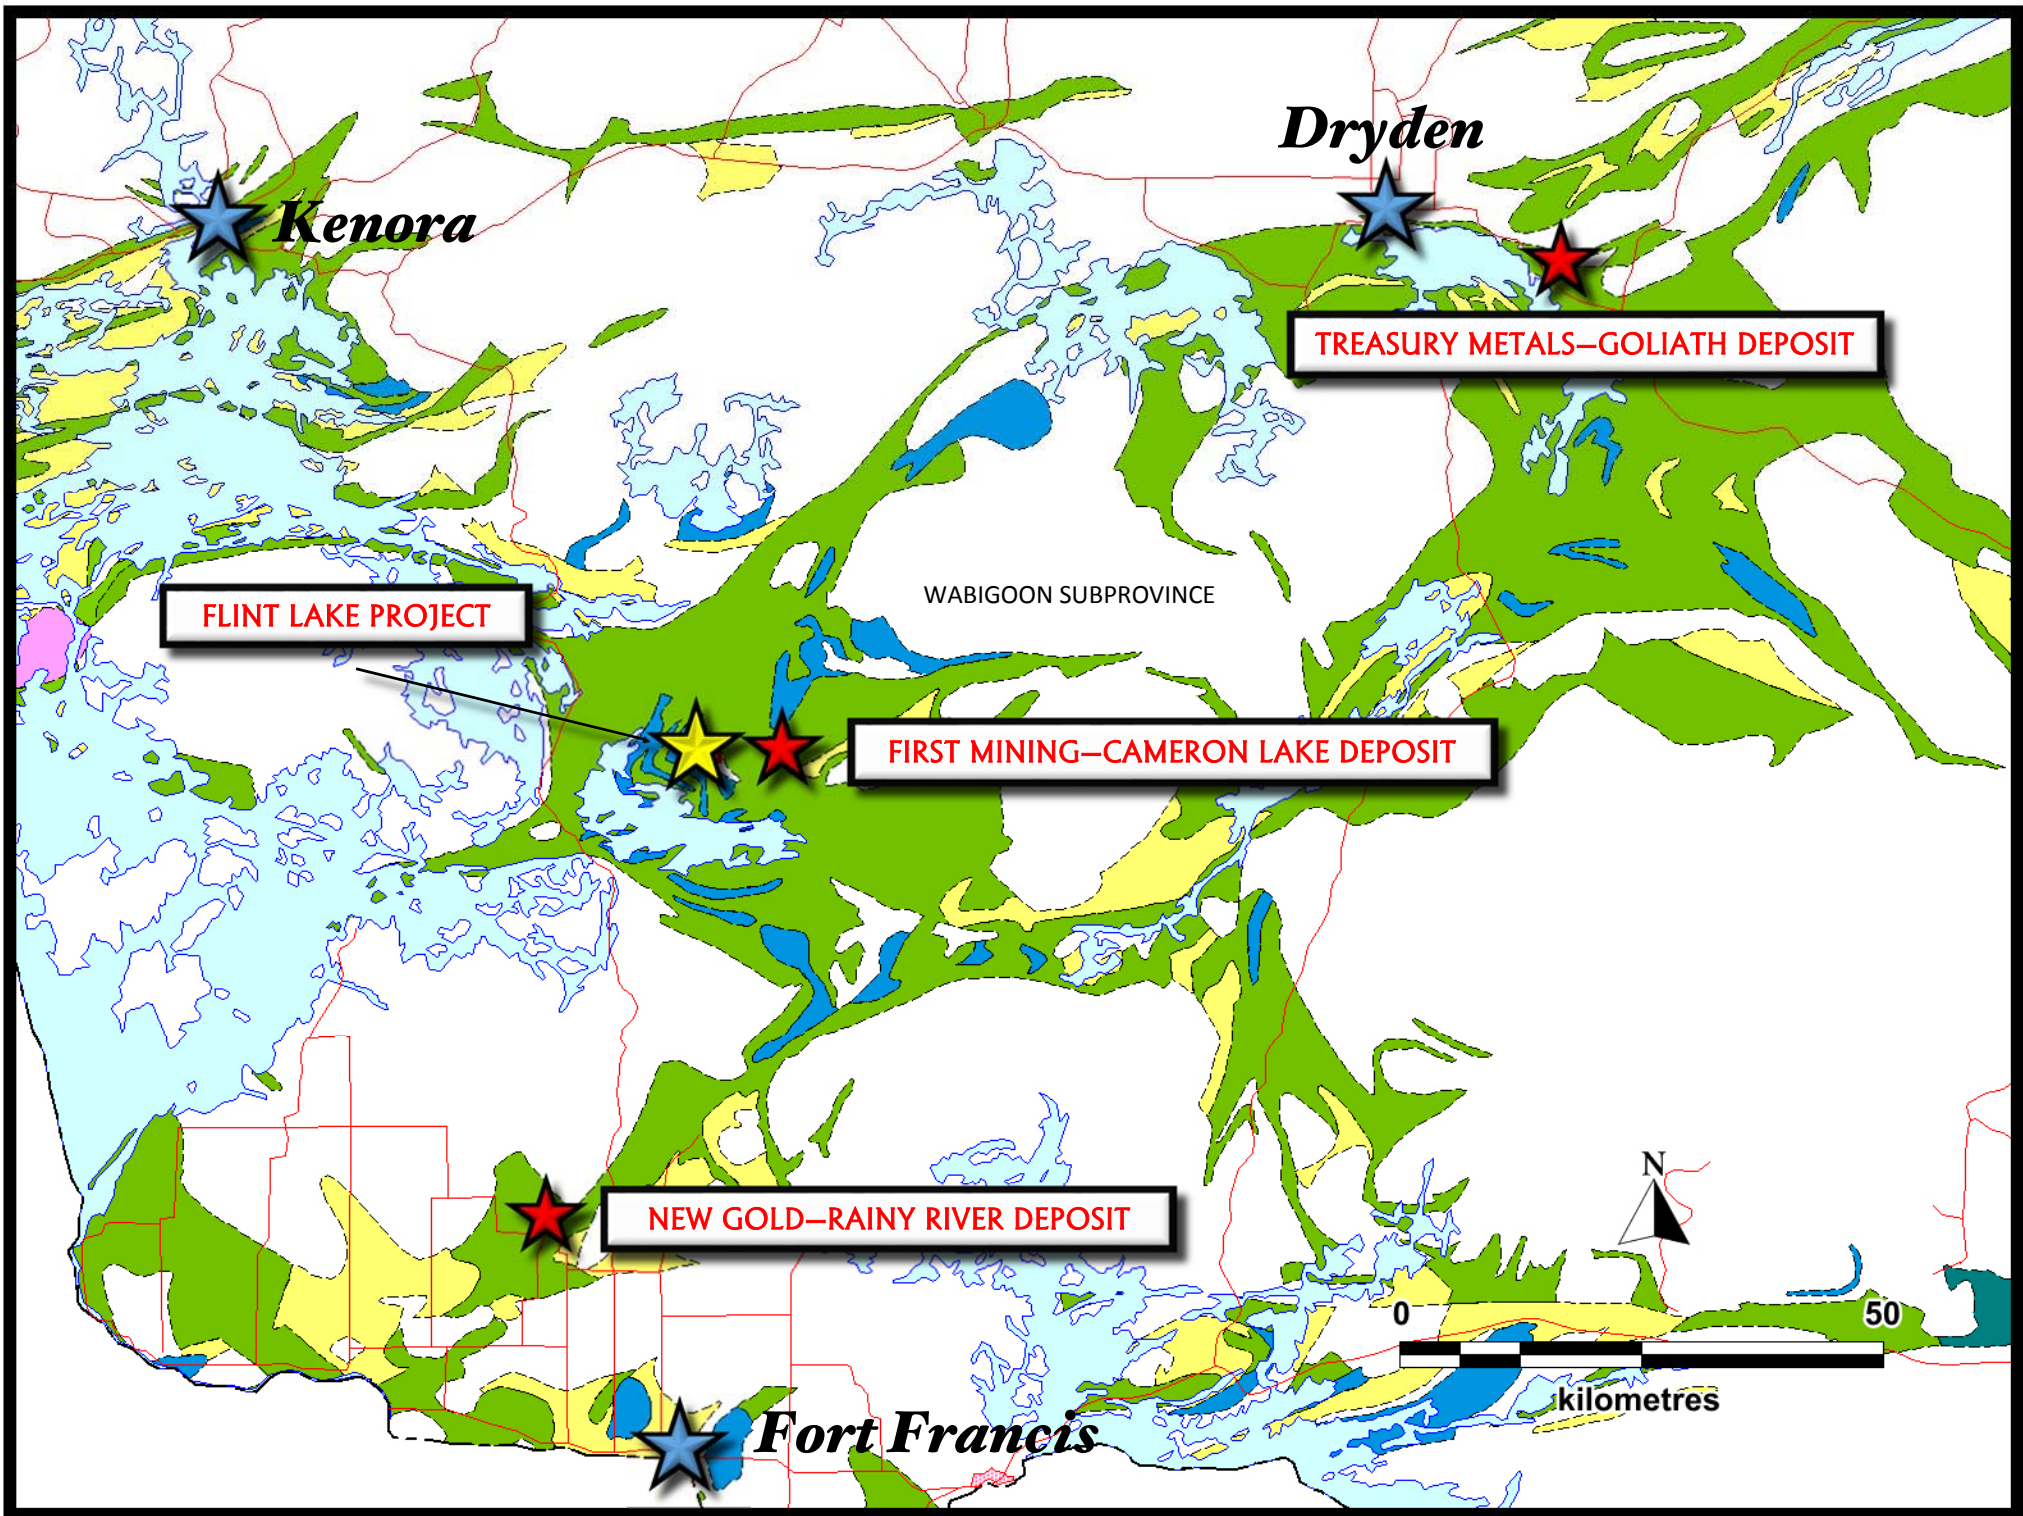 Dryden
Kenora
TREASURY METALS—GOLIATH DEPOSIT
WABIGOON SUBPROVINCE
FLINT LAKE PROJECT
FIRST MINING—CAMERON LAKE DEPOSIT
N
NEW GOLD—RAINY RIVER DEPOSIT
0 50
kilometres
Fort Francis